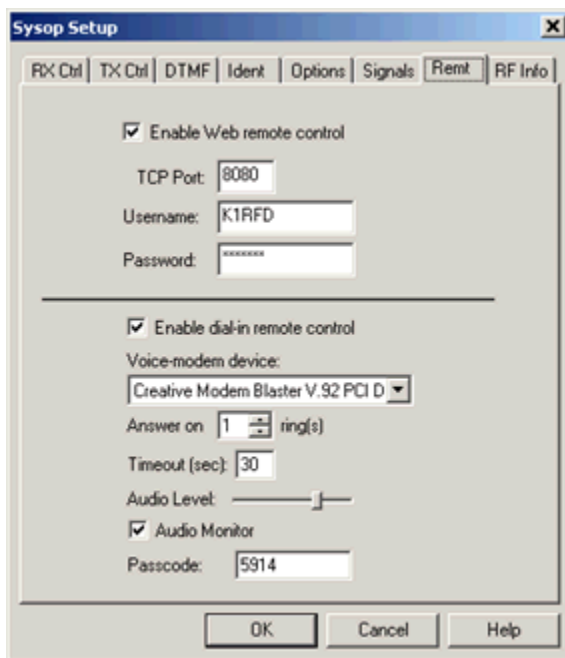 Sysop Setup
RX Ctrl TX Ctrl DTMF Ident Options Signals Remt RF Info
Enable Web remote control
TCP Port: 8080
Username: K1RFD
Password: *******
Enable dial-in remote control
Voice-modem device:
Creative Modem Blaster V.92 PCI D
Answer on 1 ring(s)
Timeout (sec): 30
Audio Level:
Audio Monitor
Passcode: 5914
OK Cancel Help